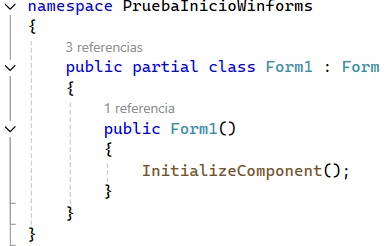 namespace PruebaInicioWinforms
{
3 referencias
public partial class Form1 : Form
{
1 referencia
public Form1()
{
InitializeComponent();
}
}
}